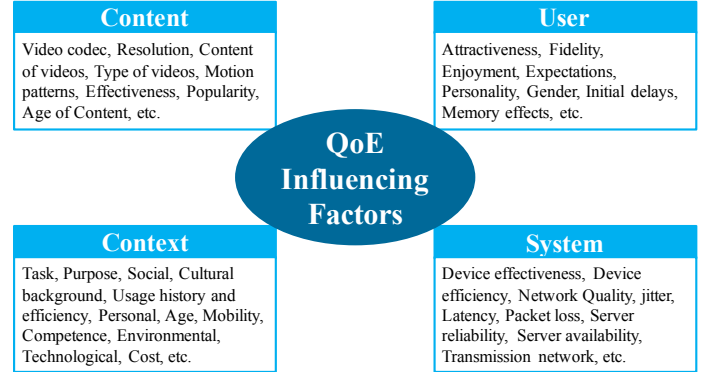 Content
Video codec, Resolution, Content
of videos, Type of videos, Motion
patterns, Effectiveness, Popularity,
Age of Content, etc.
User
Attractiveness, Fidelity,
Enjoyment, Expectations,
Personality, Gender, Initial delays,
Memory effects, etc.
QoE
Influencing
Factors
Context
Task, Purpose, Social, Cultural
background, Usage history and
efficiency, Personal, Age, Mobility,
Competence, Environmental,
Technological, Cost, etc.
System
Device effectiveness, Device
efficiency, Network Quality, jitter,
Latency, Packet loss, Server
reliability, Server availability,
Transmission network, etc.